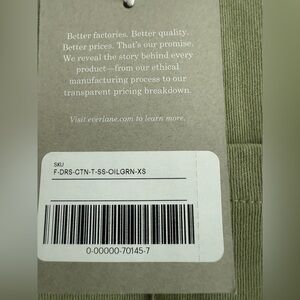 Better factories. Better quality.
Better prices. That's our promise.
We reveal the story behind every
product—from our ethical
manufacturing process to our
transparent pricing breakdown.
Visit everlane.com to learn more.
SKU
F-DRS-CTN-T-SS-OILGRN-XS
0-00000-70145-7